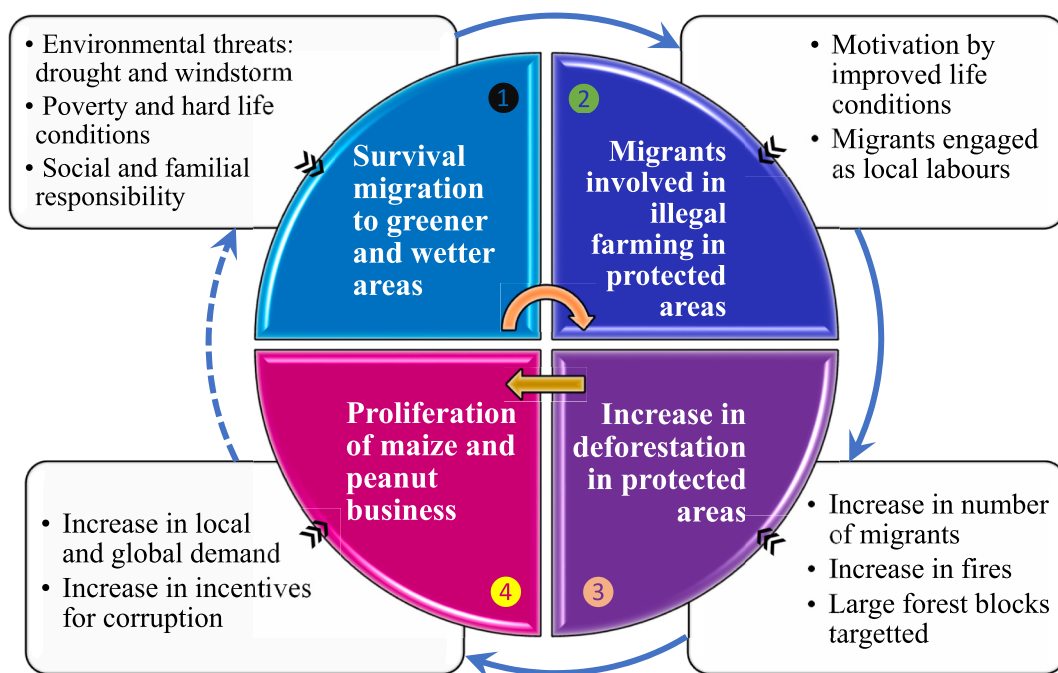 • Environmental threats:
drought and windstorm
• Poverty and hard life
conditions
• Social and familial
responsibility
1
Survival
migration
to greener
and wetter
areas
2
Migrants
involved in
illegal
farming in
protected
areas
• Motivation by
improved life
conditions
• Migrants engaged
as local labours
Increase in
deforestation
in protected
areas
3
• Increase in number
of migrants
• Increase in fires
• Large forest blocks
targetted
Proliferation
of maize and
peanut
business
4
• Increase in local
and global demand
• Increase in incentives
for corruption